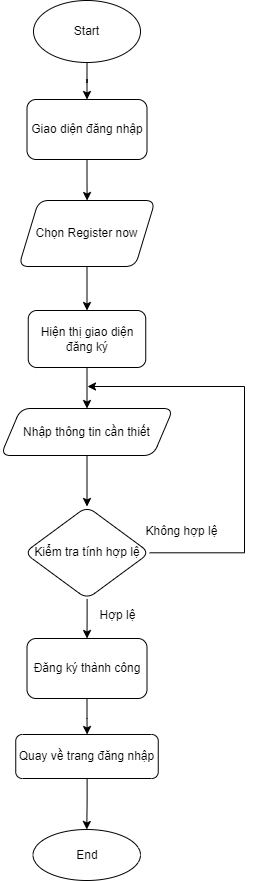 Start
Giao diện đăng nhập
Chọn Register now
Hiện thị giao diện
đăng ký
Nhập thông tin cần thiết
Không hợp lệ
Kiểm tra tính hợp lệ
Hợp lệ
Đăng ký thành công
Quay về trang đăng nhập
End